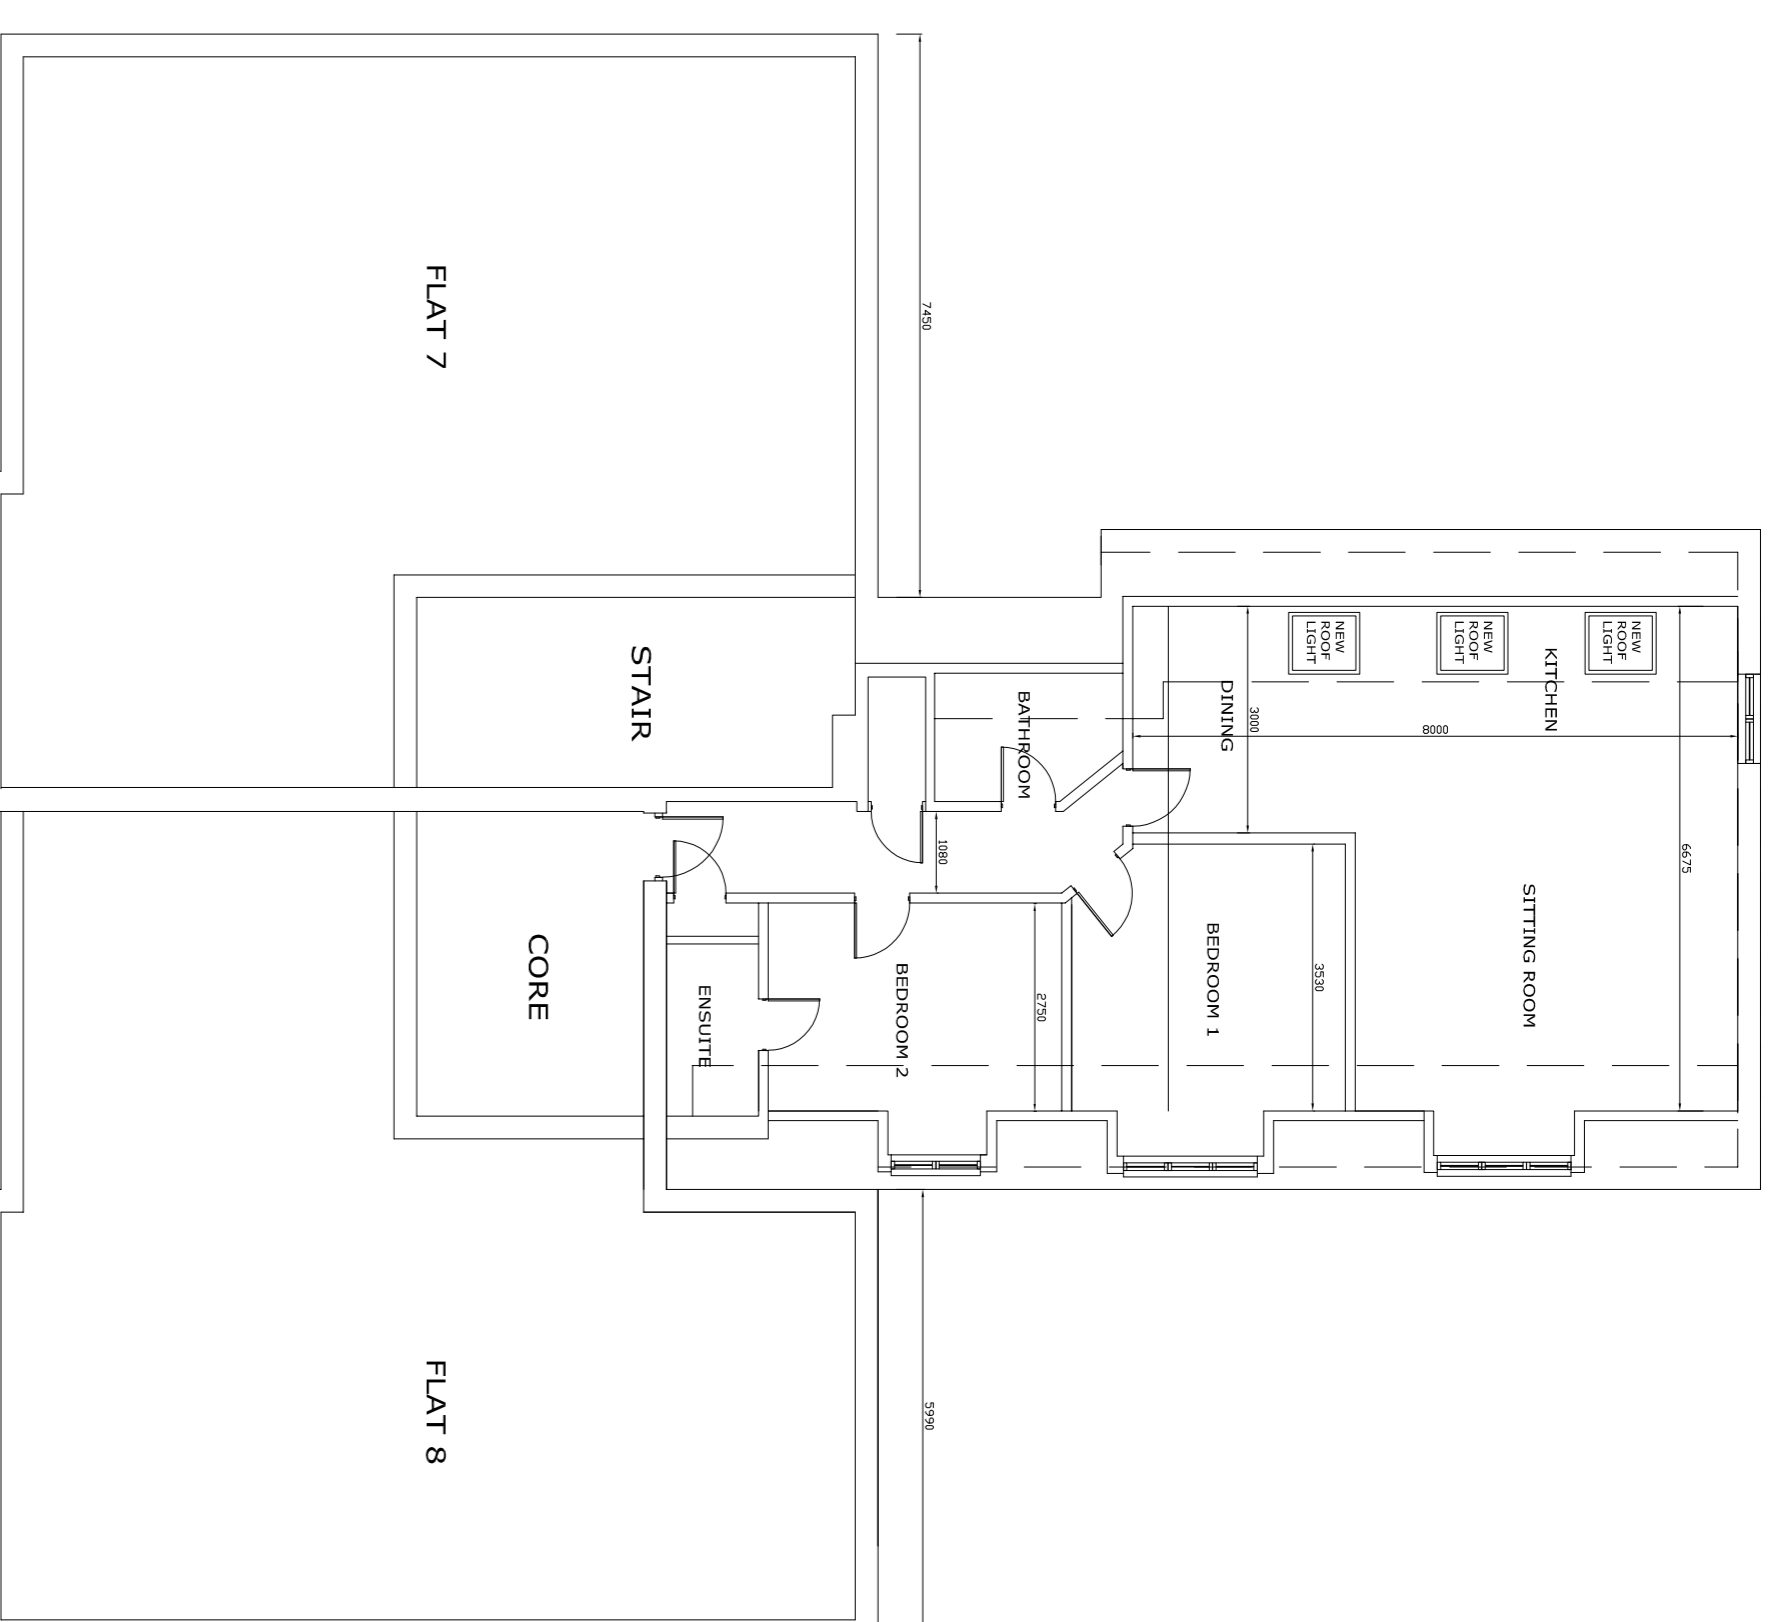 FLAT 7
7450
STAIR
BATHROOM
DINING
3000
8000
KITCHEN
NEW
ROOF
LIGHT
NEW
ROOF
LIGHT
NEW
ROOF
LIGHT
6675
SITTING ROOM
1080
BEDROOM 1
3530
BEDROOM 2
2750
ENSUITE
CORE
5990
FLAT 8